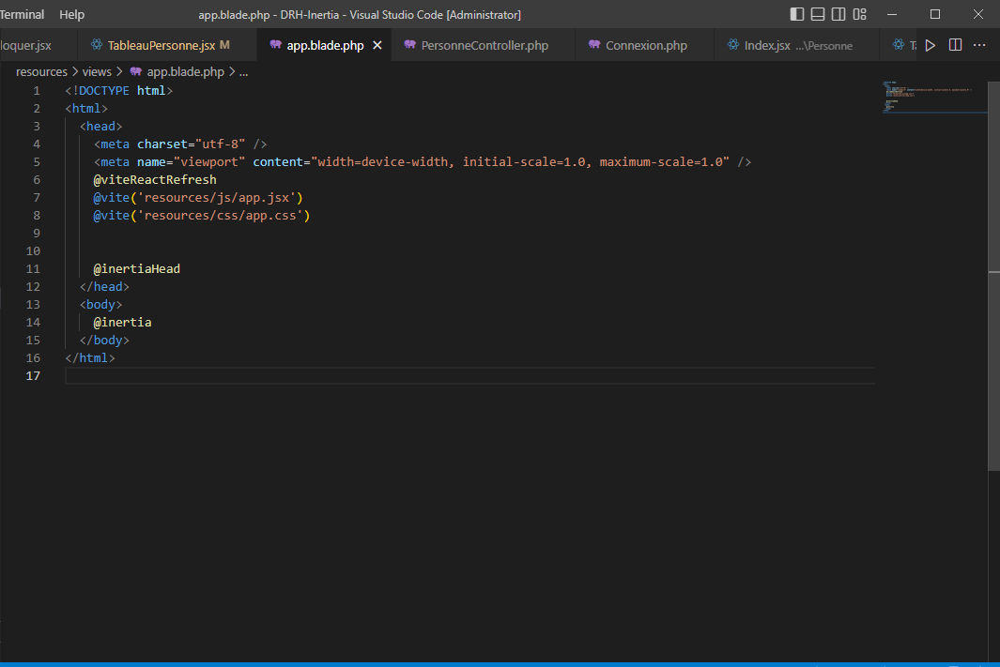 Terminal Help app.blade.php - DRH-Inertia - Visual Studio Code [Administrator]
loquer.jsx TableauPersonne.jsx M app.blade.php PersonneController.php Connexion.php Index.jsx ...\Personne
resources > views > app.blade.php > ...
1 <!DOCTYPE html>
2 <html>
3 <head>
4 <meta charset="utf-8" />
5 <meta name="viewport" content="width=device-width, initial-scale=1.0, maximum-scale=1.0" />
6 @viteReactRefresh
7 @vite('resources/js/app.jsx')
8 @vite('resources/css/app.css')
9
10
11 @inertiaHead
12 </head>
13 <body>
14 @inertia
15 </body>
16 </html>
17